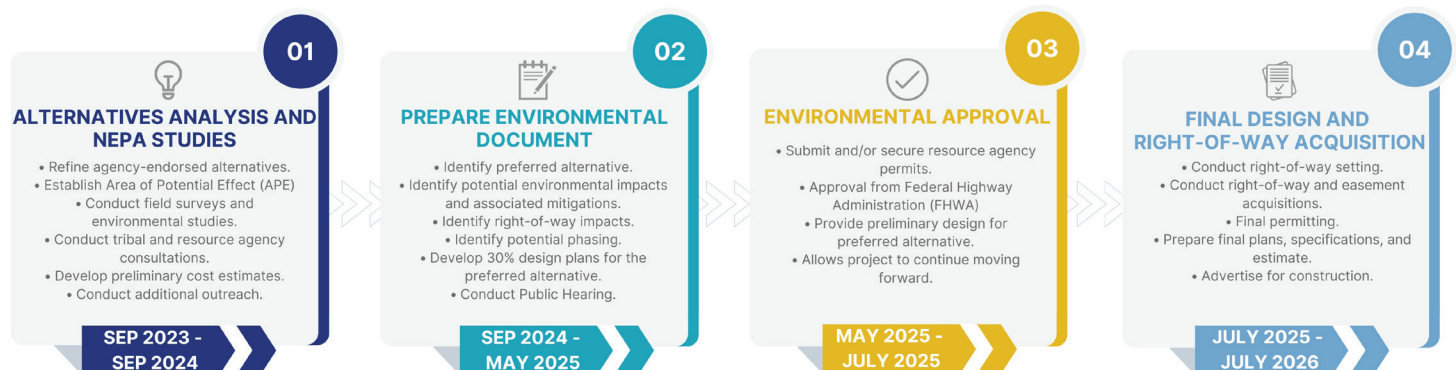 01
ALTERNATIVES ANALYSIS AND
NEPA STUDIES
• Refine agency-endorsed alternatives.
• Establish Area of Potential Effect (APE)
• Conduct field surveys and
environmental studies.
• Conduct tribal and resource agency
consultations.
• Develop preliminary cost estimates.
• Conduct additional outreach.
SEP 2023 -
SEP 2024
02
PREPARE ENVIRONMENTAL
DOCUMENT
• Identify preferred alternative.
• Identify potential environmental impacts
and associated mitigations.
• Identify right-of-way impacts.
• Identify potential phasing.
• Develop 30% design plans for the
preferred alternative.
• Conduct Public Hearing.
SEP 2024 -
MAY 2025
03
ENVIRONMENTAL APPROVAL
• Submit and/or secure resource agency
permits.
• Approval from Federal Highway
Administration (FHWA)
• Provide preliminary design for
preferred alternative.
• Allows project to continue moving
forward.
MAY 2025 -
JULY 2025
04
FINAL DESIGN AND
RIGHT-OF-WAY ACQUISITION
• Conduct right-of-way setting.
• Conduct right-of-way and easement
acquisitions.
• Final permitting.
• Prepare final plans, specifications, and
estimate.
• Advertise for construction.
JULY 2025 -
JULY 2026